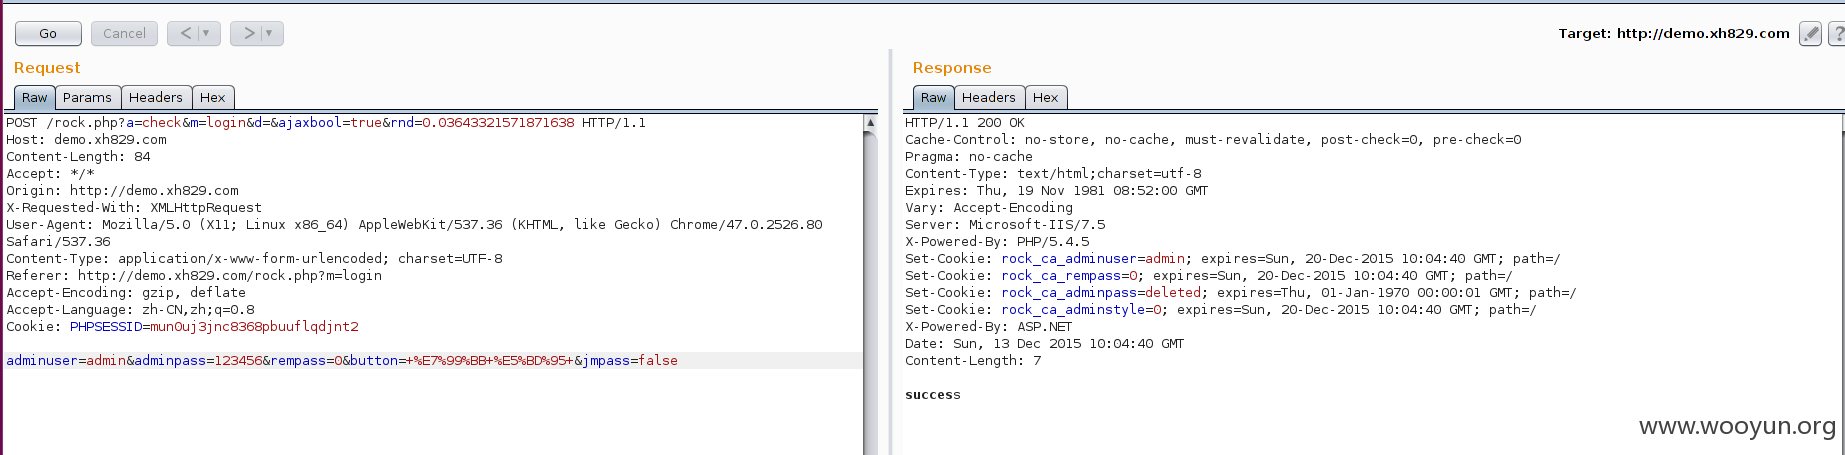 Go Cancel < > Target: http://demo.xh829.com ?
Request
Raw Params Headers Hex
POST /rock.php?a=check&m=login&d=&ajaxbool=true&rnd=0.03643321571871638 HTTP/1.1
Host: demo.xh829.com
Content-Length: 84
Accept: */*
Origin: http://demo.xh829.com
X-Requested-With: XMLHttpRequest
User-Agent: Mozilla/5.0 (X11; Linux x86_64) AppleWebKit/537.36 (KHTML, like Gecko) Chrome/47.0.2526.80
Safari/537.36
Content-Type: application/x-www-form-urlencoded; charset=UTF-8
Referer: http://demo.xh829.com/rock.php?m=login
Accept-Encoding: gzip, deflate
Accept-Language: zh-CN,zh;q=0.8
Cookie: PHPSESSID=mun0uj3jnc8368pbuuflqdjnt2
adminuser=admin&adminpass=123456&rempass=0&button=+%E7%99%BB+%E5%BD%95+&jmpass=false
Response
Raw Headers Hex
HTTP/1.1 200 OK
Cache-Control: no-store, no-cache, must-revalidate, post-check=0, pre-check=0
Pragma: no-cache
Content-Type: text/html;charset=utf-8
Expires: Thu, 19 Nov 1981 08:52:00 GMT
Vary: Accept-Encoding
Server: Microsoft-IIS/7.5
X-Powered-By: PHP/5.4.5
Set-Cookie: rock_ca_adminuser=admin; expires=Sun, 20-Dec-2015 10:04:40 GMT; path=/
Set-Cookie: rock_ca_rempass=0; expires=Sun, 20-Dec-2015 10:04:40 GMT; path=/
Set-Cookie: rock_ca_adminpass=deleted; expires=Thu, 01-Jan-1970 00:00:01 GMT; path=/
Set-Cookie: rock_ca_adminstyle=0; expires=Sun, 20-Dec-2015 10:04:40 GMT; path=/
X-Powered-By: ASP.NET
Date: Sun, 13 Dec 2015 10:04:40 GMT
Content-Length: 7
success
www.wooyun.org